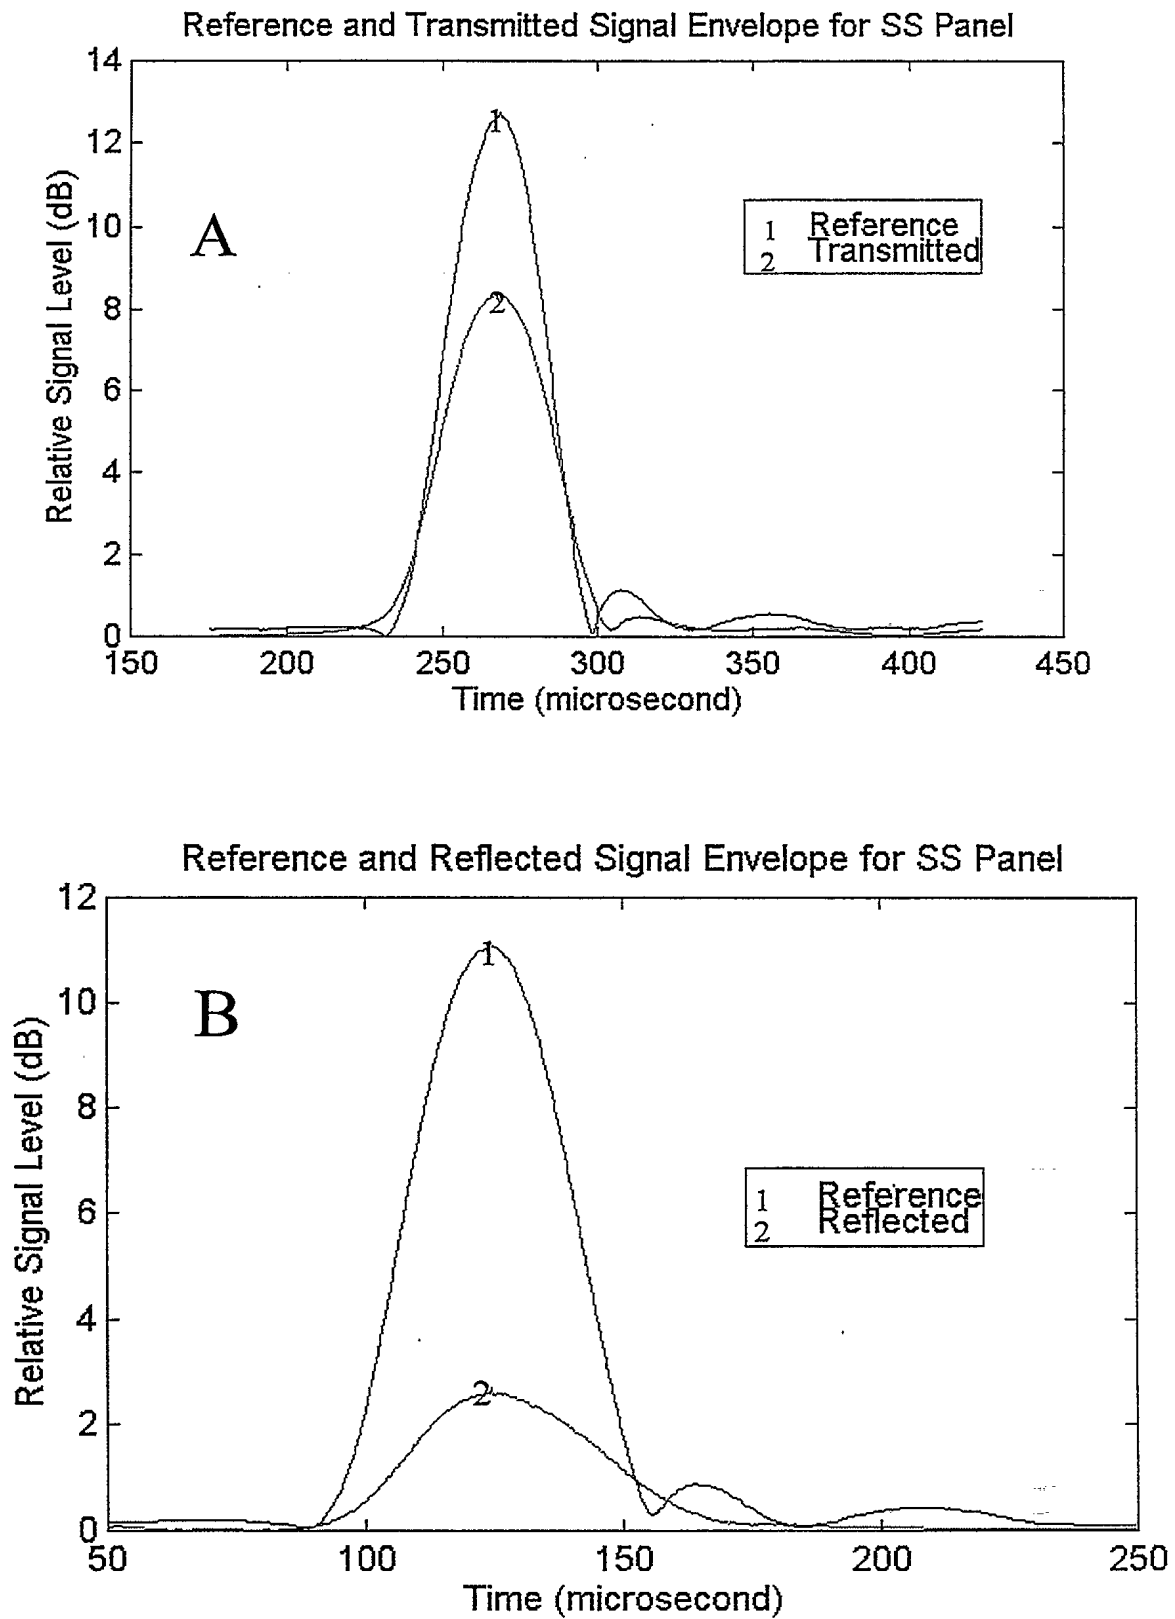 Reference and Transmitted Signal Envelope for SS Panel
14
12
10
8
6
4
2
0
Relative Signal Level (dB)
A
1
2
1 Reference
2 Transmitted
150 200 250 300 350 400 450
Time (microsecond)
Reference and Reflected Signal Envelope for SS Panel
12
10
8
6
4
2
0
Relative Signal Level (dB)
B
1
2
1 Reference
2 Reflected
50 100 150 200 250
Time (microsecond)